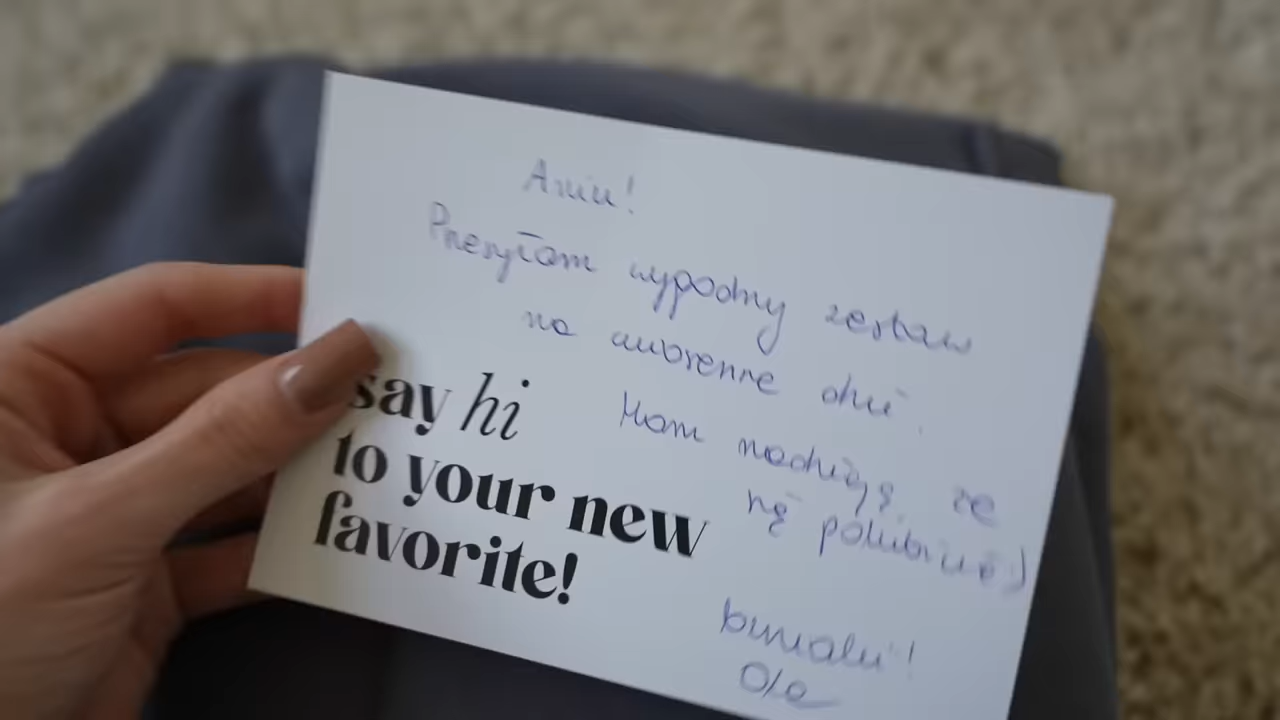 Aniu!
Przesyłam wygodny zestaw
na wiosenne dni.
Mam nadzieję, że
się polubicie :)
buziaki!
Ola
say hi
to your new
favorite!